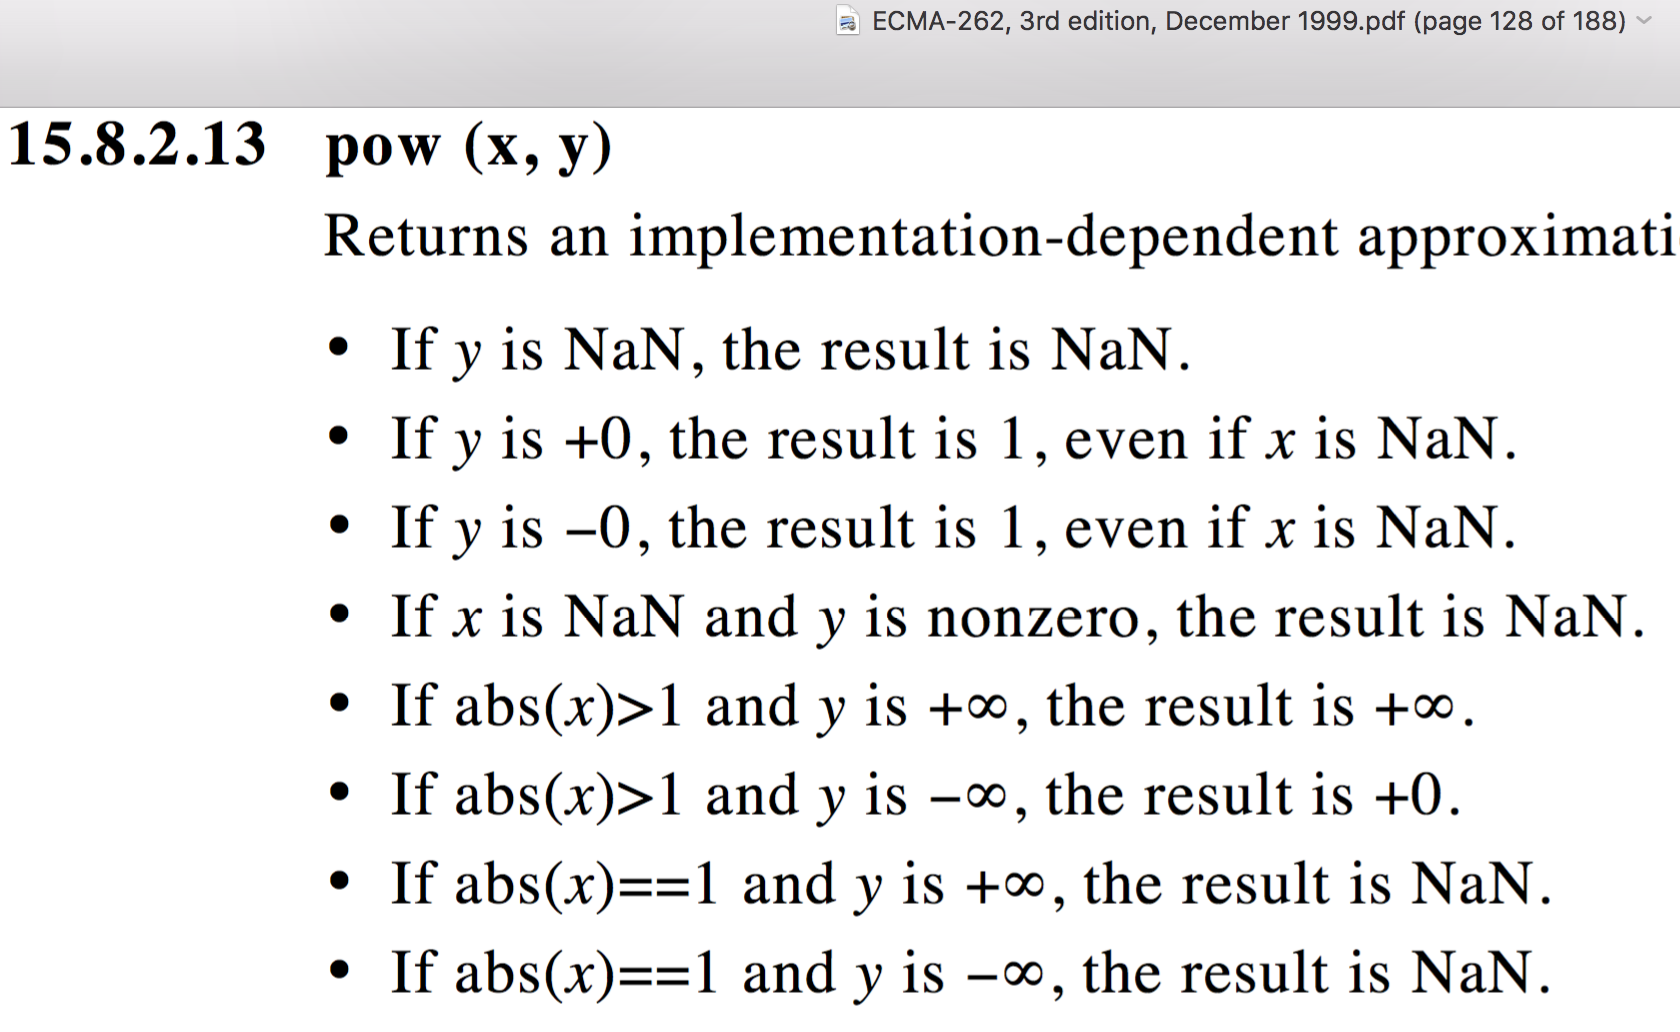 ECMA-262, 3rd edition, December 1999.pdf (page 128 of 188)
15.8.2.13 pow (x, y)
Returns an implementation-dependent approximati
• If y is NaN, the result is NaN.
• If y is +0, the result is 1, even if x is NaN.
• If y is −0, the result is 1, even if x is NaN.
• If x is NaN and y is nonzero, the result is NaN.
• If abs(x)>1 and y is +∞, the result is +∞.
• If abs(x)>1 and y is −∞, the result is +0.
• If abs(x)==1 and y is +∞, the result is NaN.
• If abs(x)==1 and y is −∞, the result is NaN.